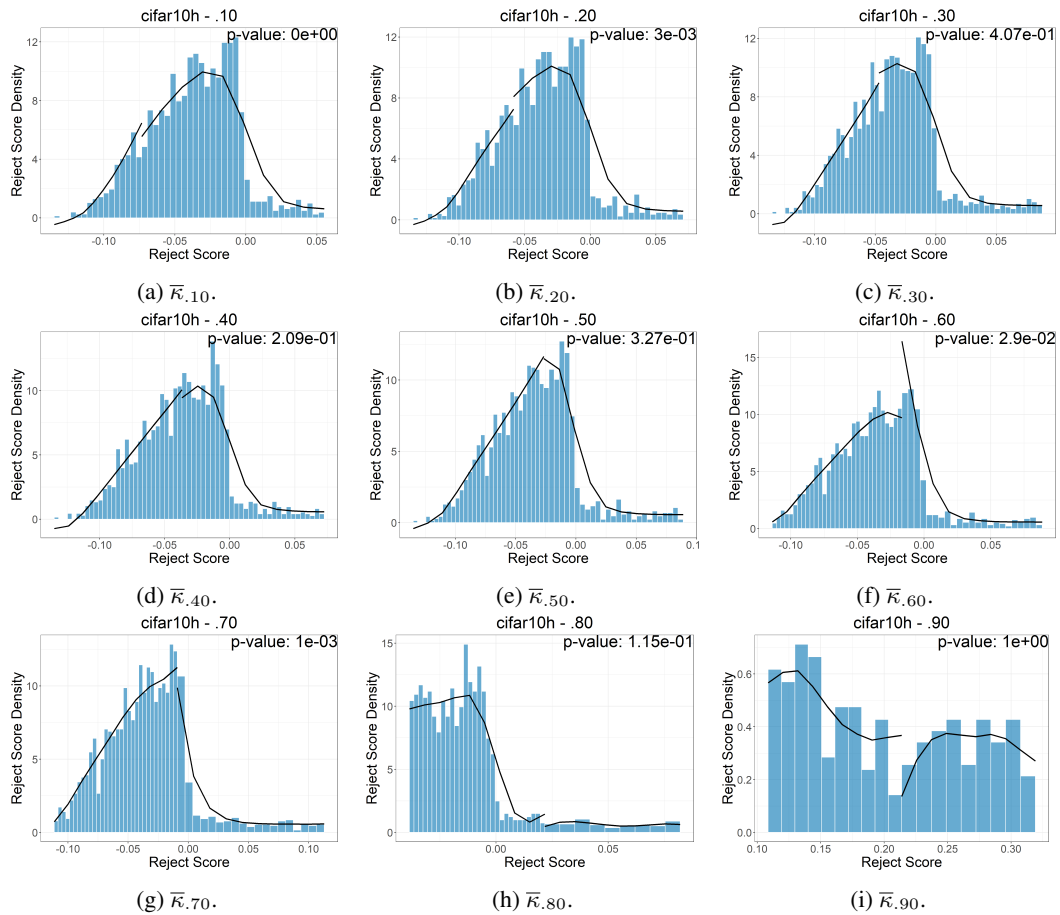 cifar10h - .10
p-value: 0e+00
Reject Score Density
12
8
4
0
-0.10
-0.05
0.00
0.05
Reject Score
(a) κ̅.10.
cifar10h - .20
p-value: 3e-03
Reject Score Density
12
8
4
0
-0.10
-0.05
0.00
0.05
Reject Score
(b) κ̅.20.
cifar10h - .30
p-value: 4.07e-01
Reject Score Density
12
8
4
0
-0.10
-0.05
0.00
0.05
Reject Score
(c) κ̅.30.
cifar10h - .40
p-value: 2.09e-01
Reject Score Density
10
5
0
-0.10
-0.05
0.00
0.05
Reject Score
(d) κ̅.40.
cifar10h - .50
p-value: 3.27e-01
Reject Score Density
10
5
0
-0.10
-0.05
0.00
0.05
0.1
Reject Score
(e) κ̅.50.
cifar10h - .60
p-value: 2.9e-02
Reject Score Density
15
10
5
0
-0.10
-0.05
0.00
0.05
Reject Score
(f) κ̅.60.
cifar10h - .70
p-value: 1e-03
Reject Score Density
10
5
0
-0.10
-0.05
0.00
0.05
0.10
Reject Score
(g) κ̅.70.
cifar10h - .80
p-value: 1.15e-01
Reject Score Density
15
10
5
0
0.00
0.05
Reject Score
(h) κ̅.80.
cifar10h - .90
p-value: 1e+00
Reject Score Density
0.6
0.4
0.2
0.0
0.10
0.15
0.20
0.25
0.30
Reject Score
(i) κ̅.90.